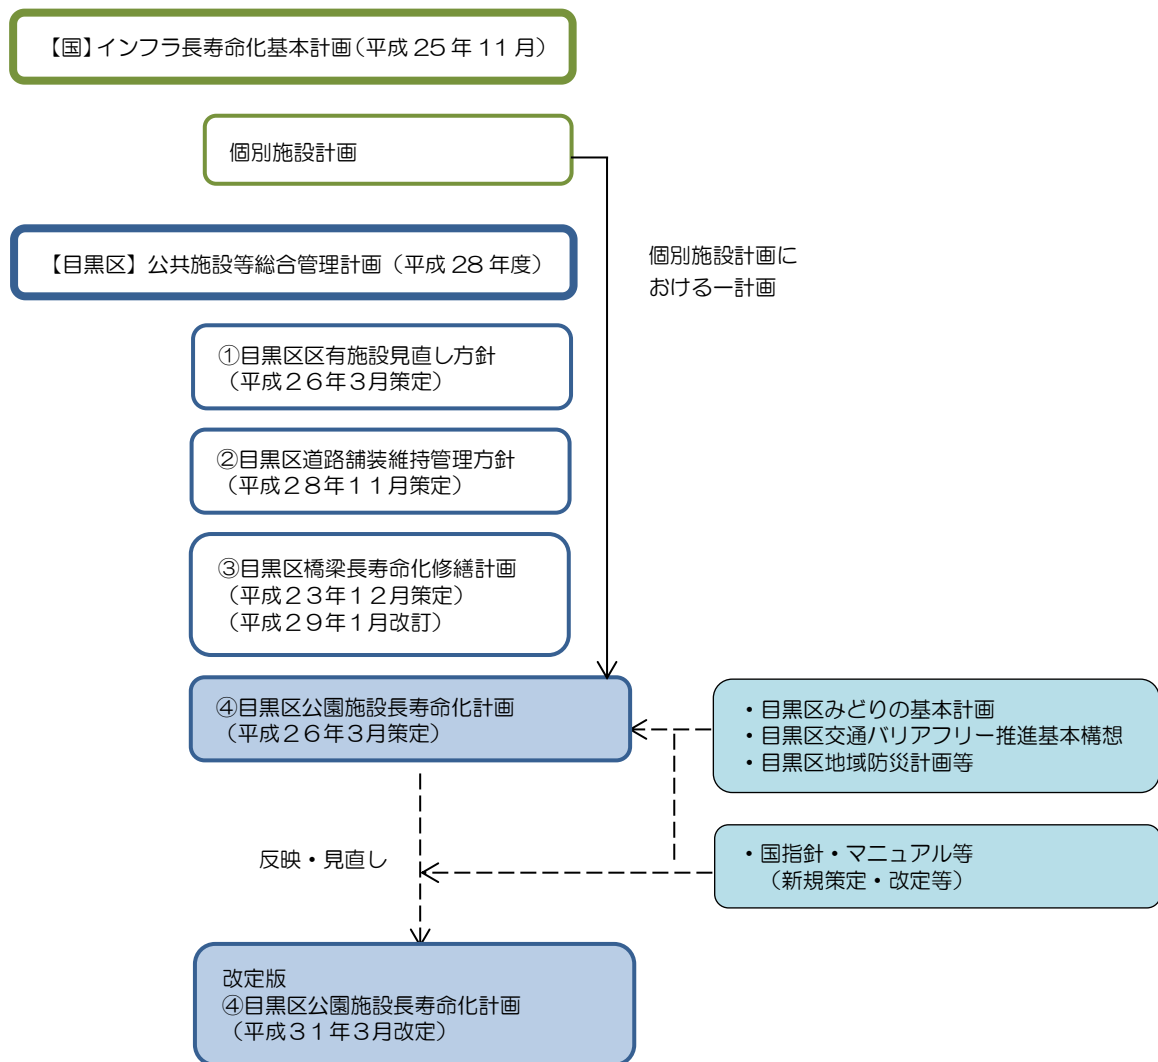 【国】インフラ長寿命化基本計画（平成 25 年 11 月）
個別施設計画
【目黒区】公共施設等総合管理計画（平成 28 年度）
個別施設計画に
おける一計画
①目黒区区有施設見直し方針
（平成２６年３月策定）
②目黒区道路舗装維持管理方針
（平成２８年１１月策定）
③目黒区橋梁長寿命化修繕計画
（平成２３年１２月策定）
（平成２９年１月改訂）
④目黒区公園施設長寿命化計画
（平成２６年３月策定）
・目黒区みどりの基本計画
・目黒区交通バリアフリー推進基本構想
・目黒区地域防災計画等
反映・見直し
・国指針・マニュアル等
（新規策定・改定等）
改定版
④目黒区公園施設長寿命化計画
（平成３１年３月改定）